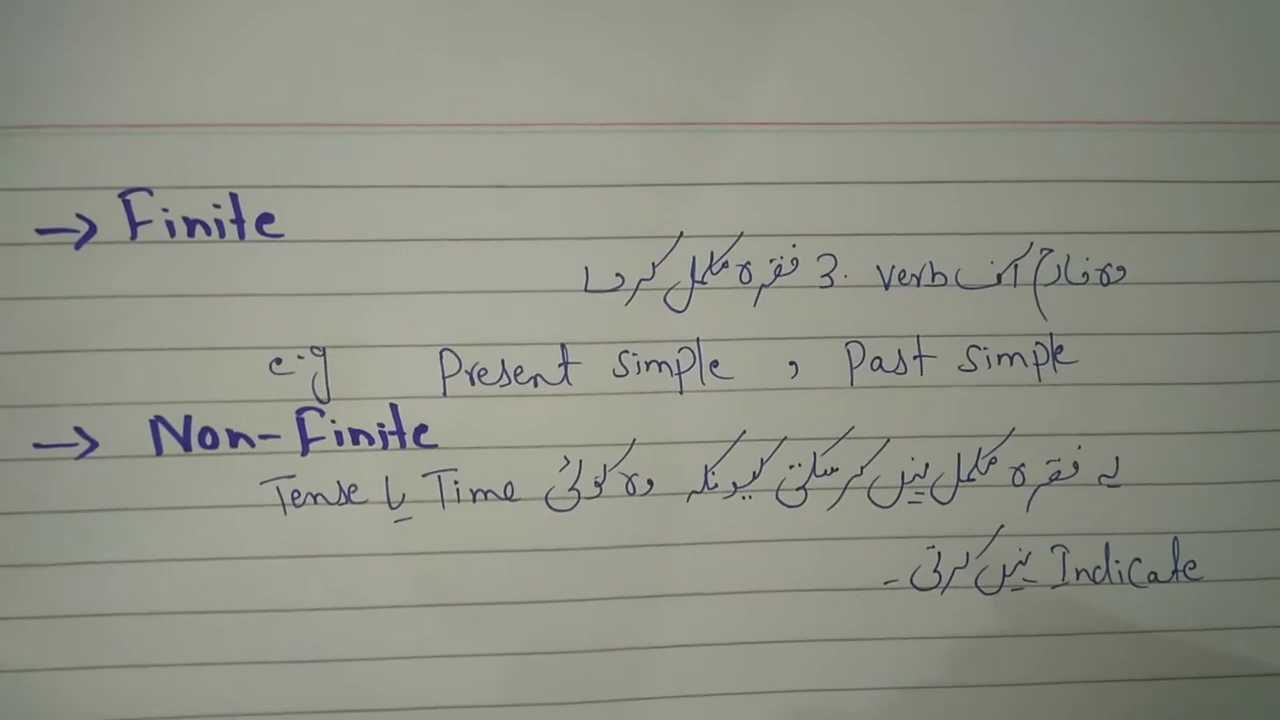 → Finite
وہ فارم آف verb جو فقرہ مکمل کرے
e.g Present simple , Past simple
→ Non-Finite
یہ فقرہ مکمل نہیں کر سکتی کیونکہ وہ کوئی Time یا Tense
Indicate نہیں کرتی -